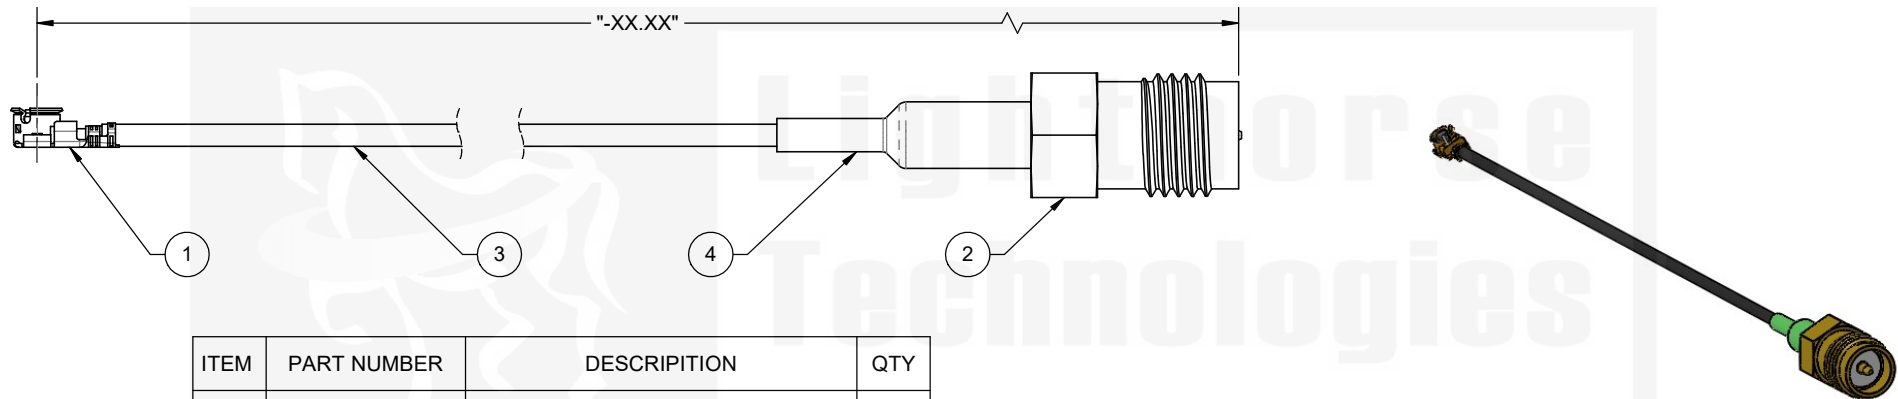 "-XX.XX"
Lighthorse
Technologies
1
3
4
2
ITEM PART NUMBER DESCRIPITION QTY